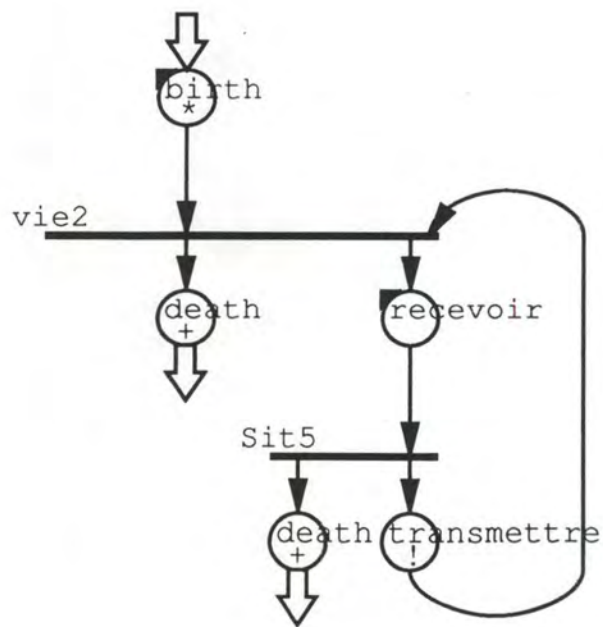 birth
*
vie2
death
+
recevoir
Sit5
death
+
transmettre
!